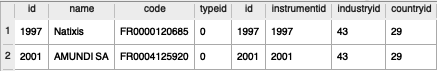 id name code typeid id instrumentid industryid countryid
1 1997 Natixis FR0000120685 0 1997 1997 43 29
2 2001 AMUNDI SA FR0004125920 0 2001 2001 43 29